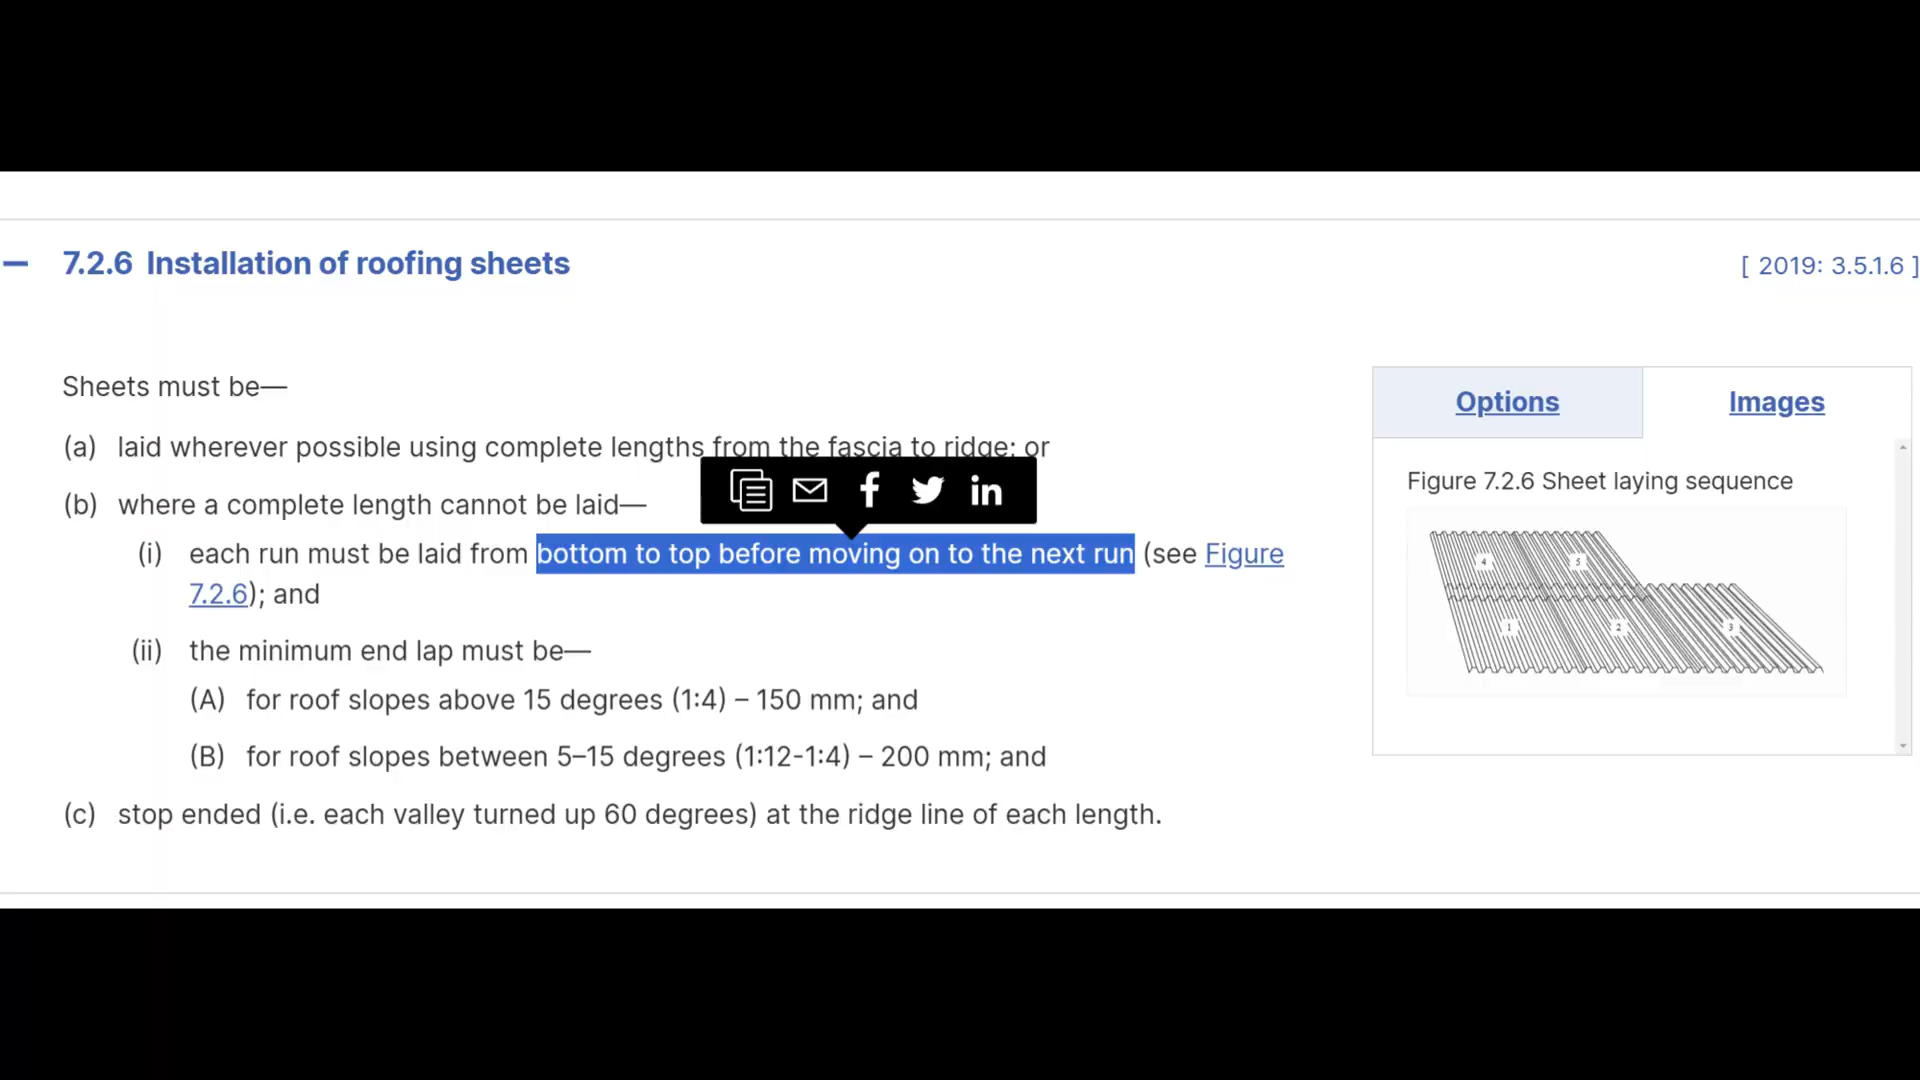 7.2.6 Installation of roofing sheets
[ 2019: 3.5.1.6 ]
Sheets must be—
(a) laid wherever possible using complete lengths from the fascia to ridge; or
(b) where a complete length cannot be laid—
(i) each run must be laid from bottom to top before moving on to the next run (see Figure
7.2.6); and
(ii) the minimum end lap must be—
(A) for roof slopes above 15 degrees (1:4) – 150 mm; and
(B) for roof slopes between 5–15 degrees (1:12-1:4) – 200 mm; and
(c) stop ended (i.e. each valley turned up 60 degrees) at the ridge line of each length.
Options
Images
Figure 7.2.6 Sheet laying sequence
4 5
1 2 3